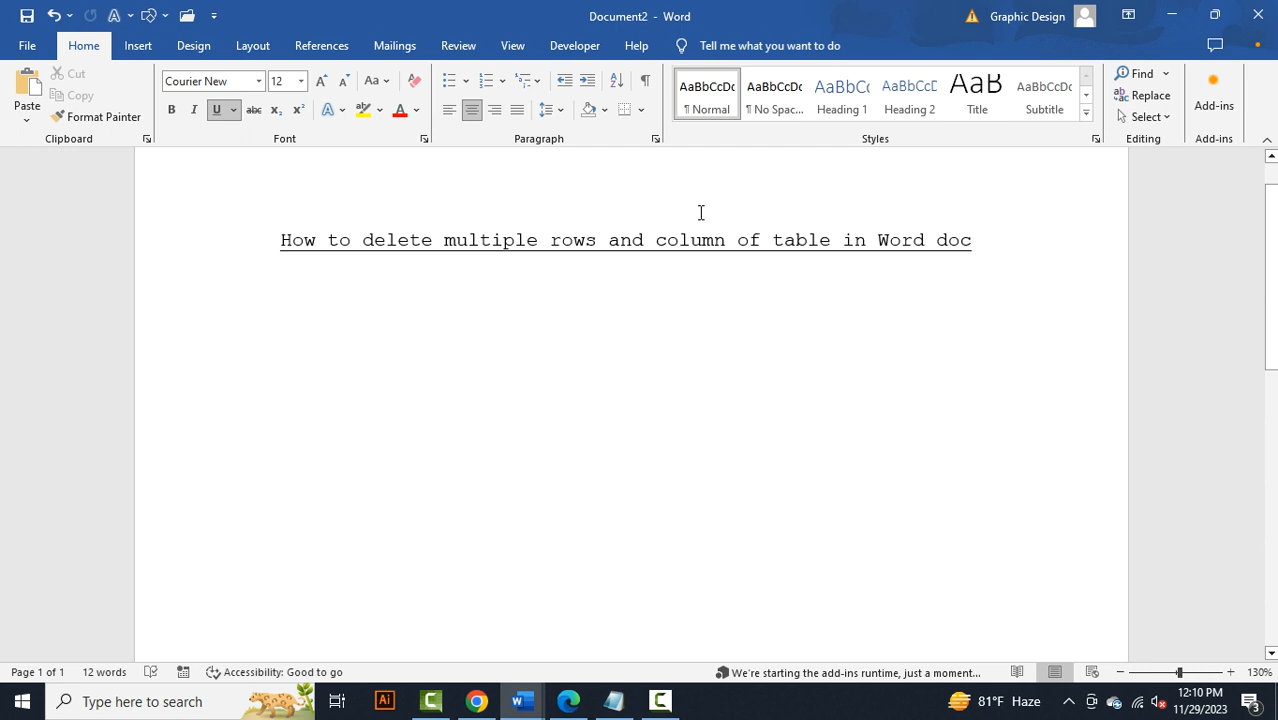 Document2 - Word
Graphic Design
File Home Insert Design Layout References Mailings Review View Developer Help Tell me what you want to do
Paste
Cut
Copy
Format Painter
Clipboard
Courier New 12
Font
Paragraph
AaBbCcDc AaBbCcDc AaBbCc AaBbCcD AaB AaBbCcD
¶ Normal ¶ No Spac... Heading 1 Heading 2 Title Subtitle
Styles
Find
Replace
Select
Editing
Add-ins
Add-ins
How to delete multiple rows and column of table in Word doc
Page 1 of 1 12 words Accessibility: Good to go We're starting the add-ins runtime, just a moment... 130%
Type here to search
Ai
81°F Haze
12:10 PM
11/29/2023
3